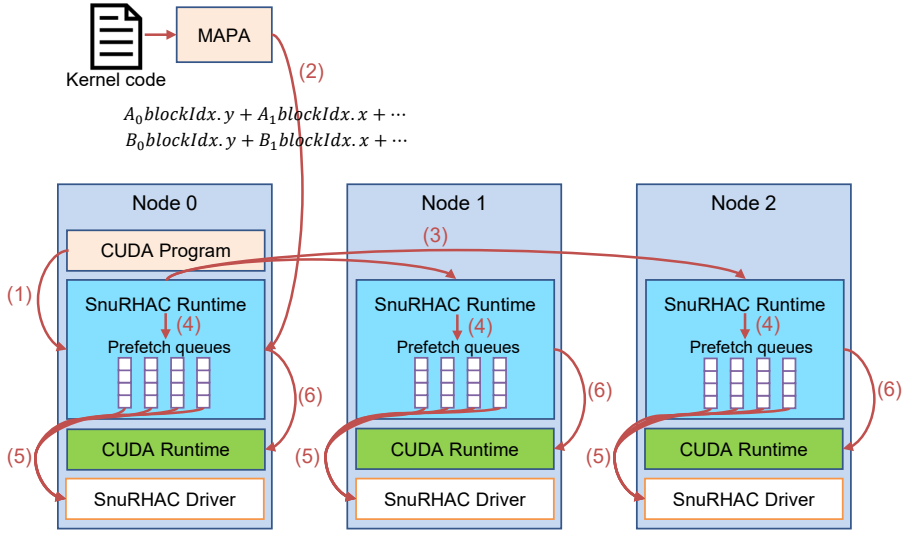 MAPA
Kernel code
(2)
A₀blockIdx.y + A₁blockIdx.x + ⋯
B₀blockIdx.y + B₁blockIdx.x + ⋯
Node 0
Node 1
Node 2
CUDA Program
(3)
(1)
SnuRHAC Runtime
SnuRHAC Runtime
SnuRHAC Runtime
(4)
(4)
(4)
Prefetch queues
Prefetch queues
Prefetch queues
(6)
(6)
(6)
(5)
(5)
(5)
CUDA Runtime
CUDA Runtime
CUDA Runtime
SnuRHAC Driver
SnuRHAC Driver
SnuRHAC Driver